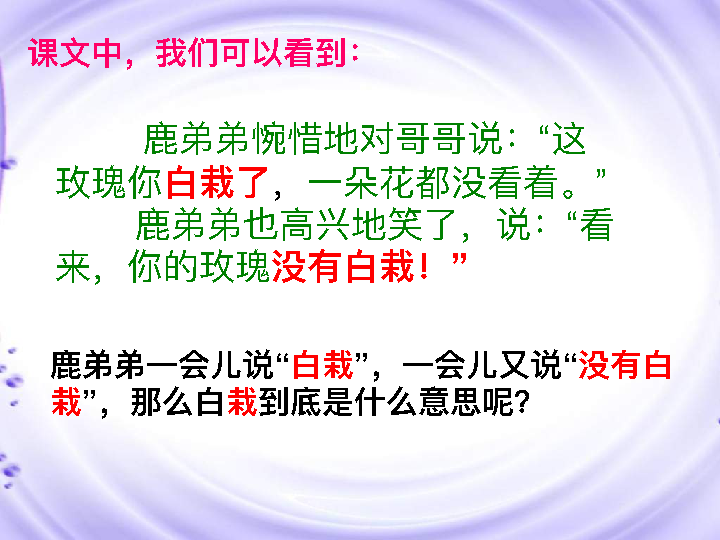 课文中，我们可以看到：
鹿弟弟惋惜地对哥哥说：“这
玫瑰你白栽了，一朵花都没看着。”
鹿弟弟也高兴地笑了，说：“看
来，你的玫瑰没有白栽！”
鹿弟弟一会儿说“白栽”，一会儿又说“没有白
栽”，那么白栽到底是什么意思呢？